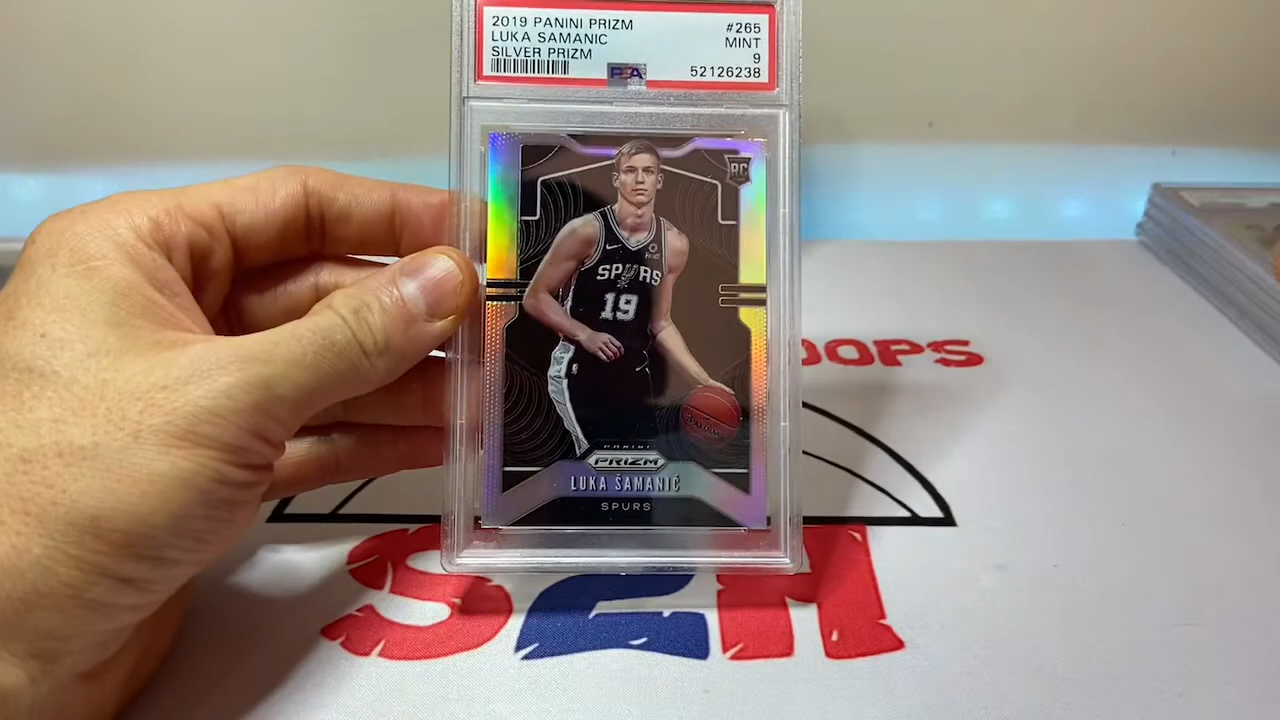 2019 PANINI PRIZM #265
LUKA SAMANIC MINT
SILVER PRIZM 9
PSA 52126238
RC
SPURS
19
PANINI
PRIZM
LUKA ŠAMANIĆ
SPURS
OOPS